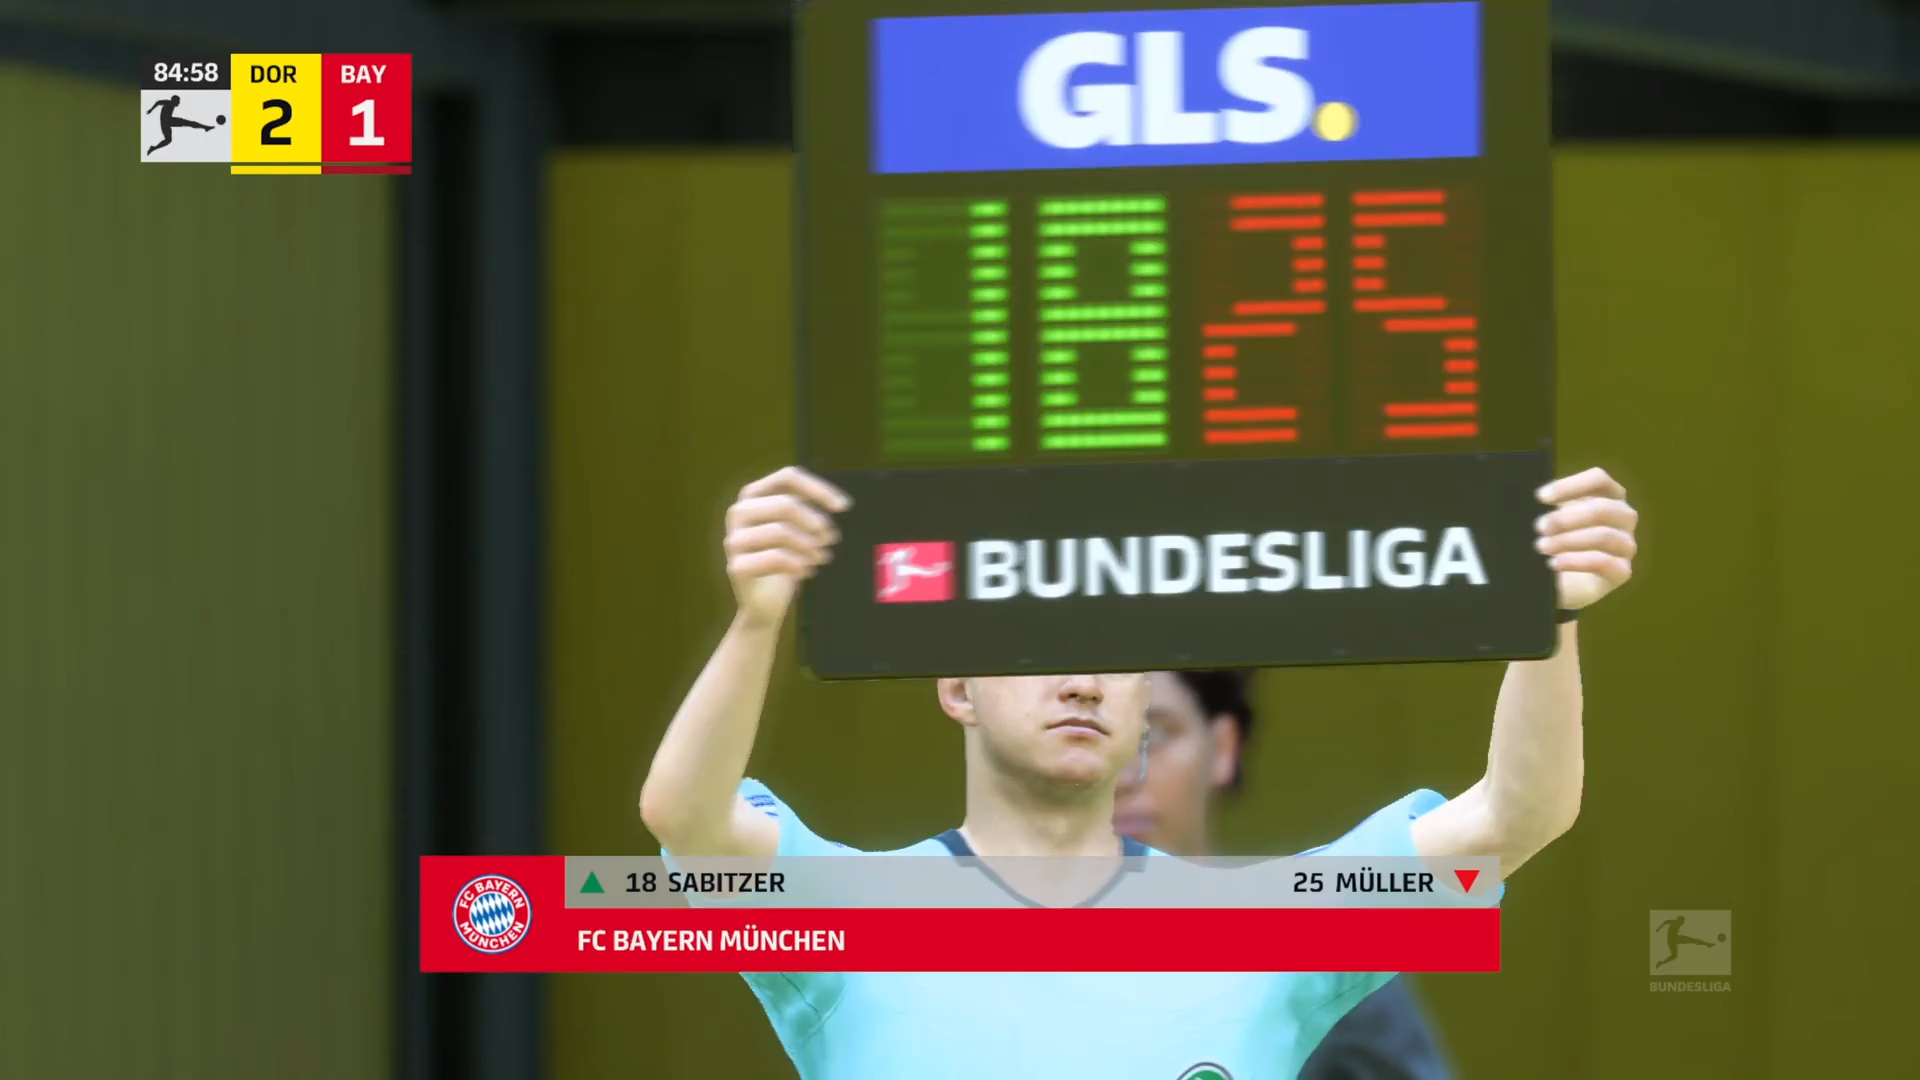 84:58 DOR BAY
2 1
GLS.
18 25
BUNDESLIGA
18 SABITZER 25 MÜLLER
FC BAYERN MÜNCHEN
FC BAYERN MÜNCHEN
BUNDESLIGA